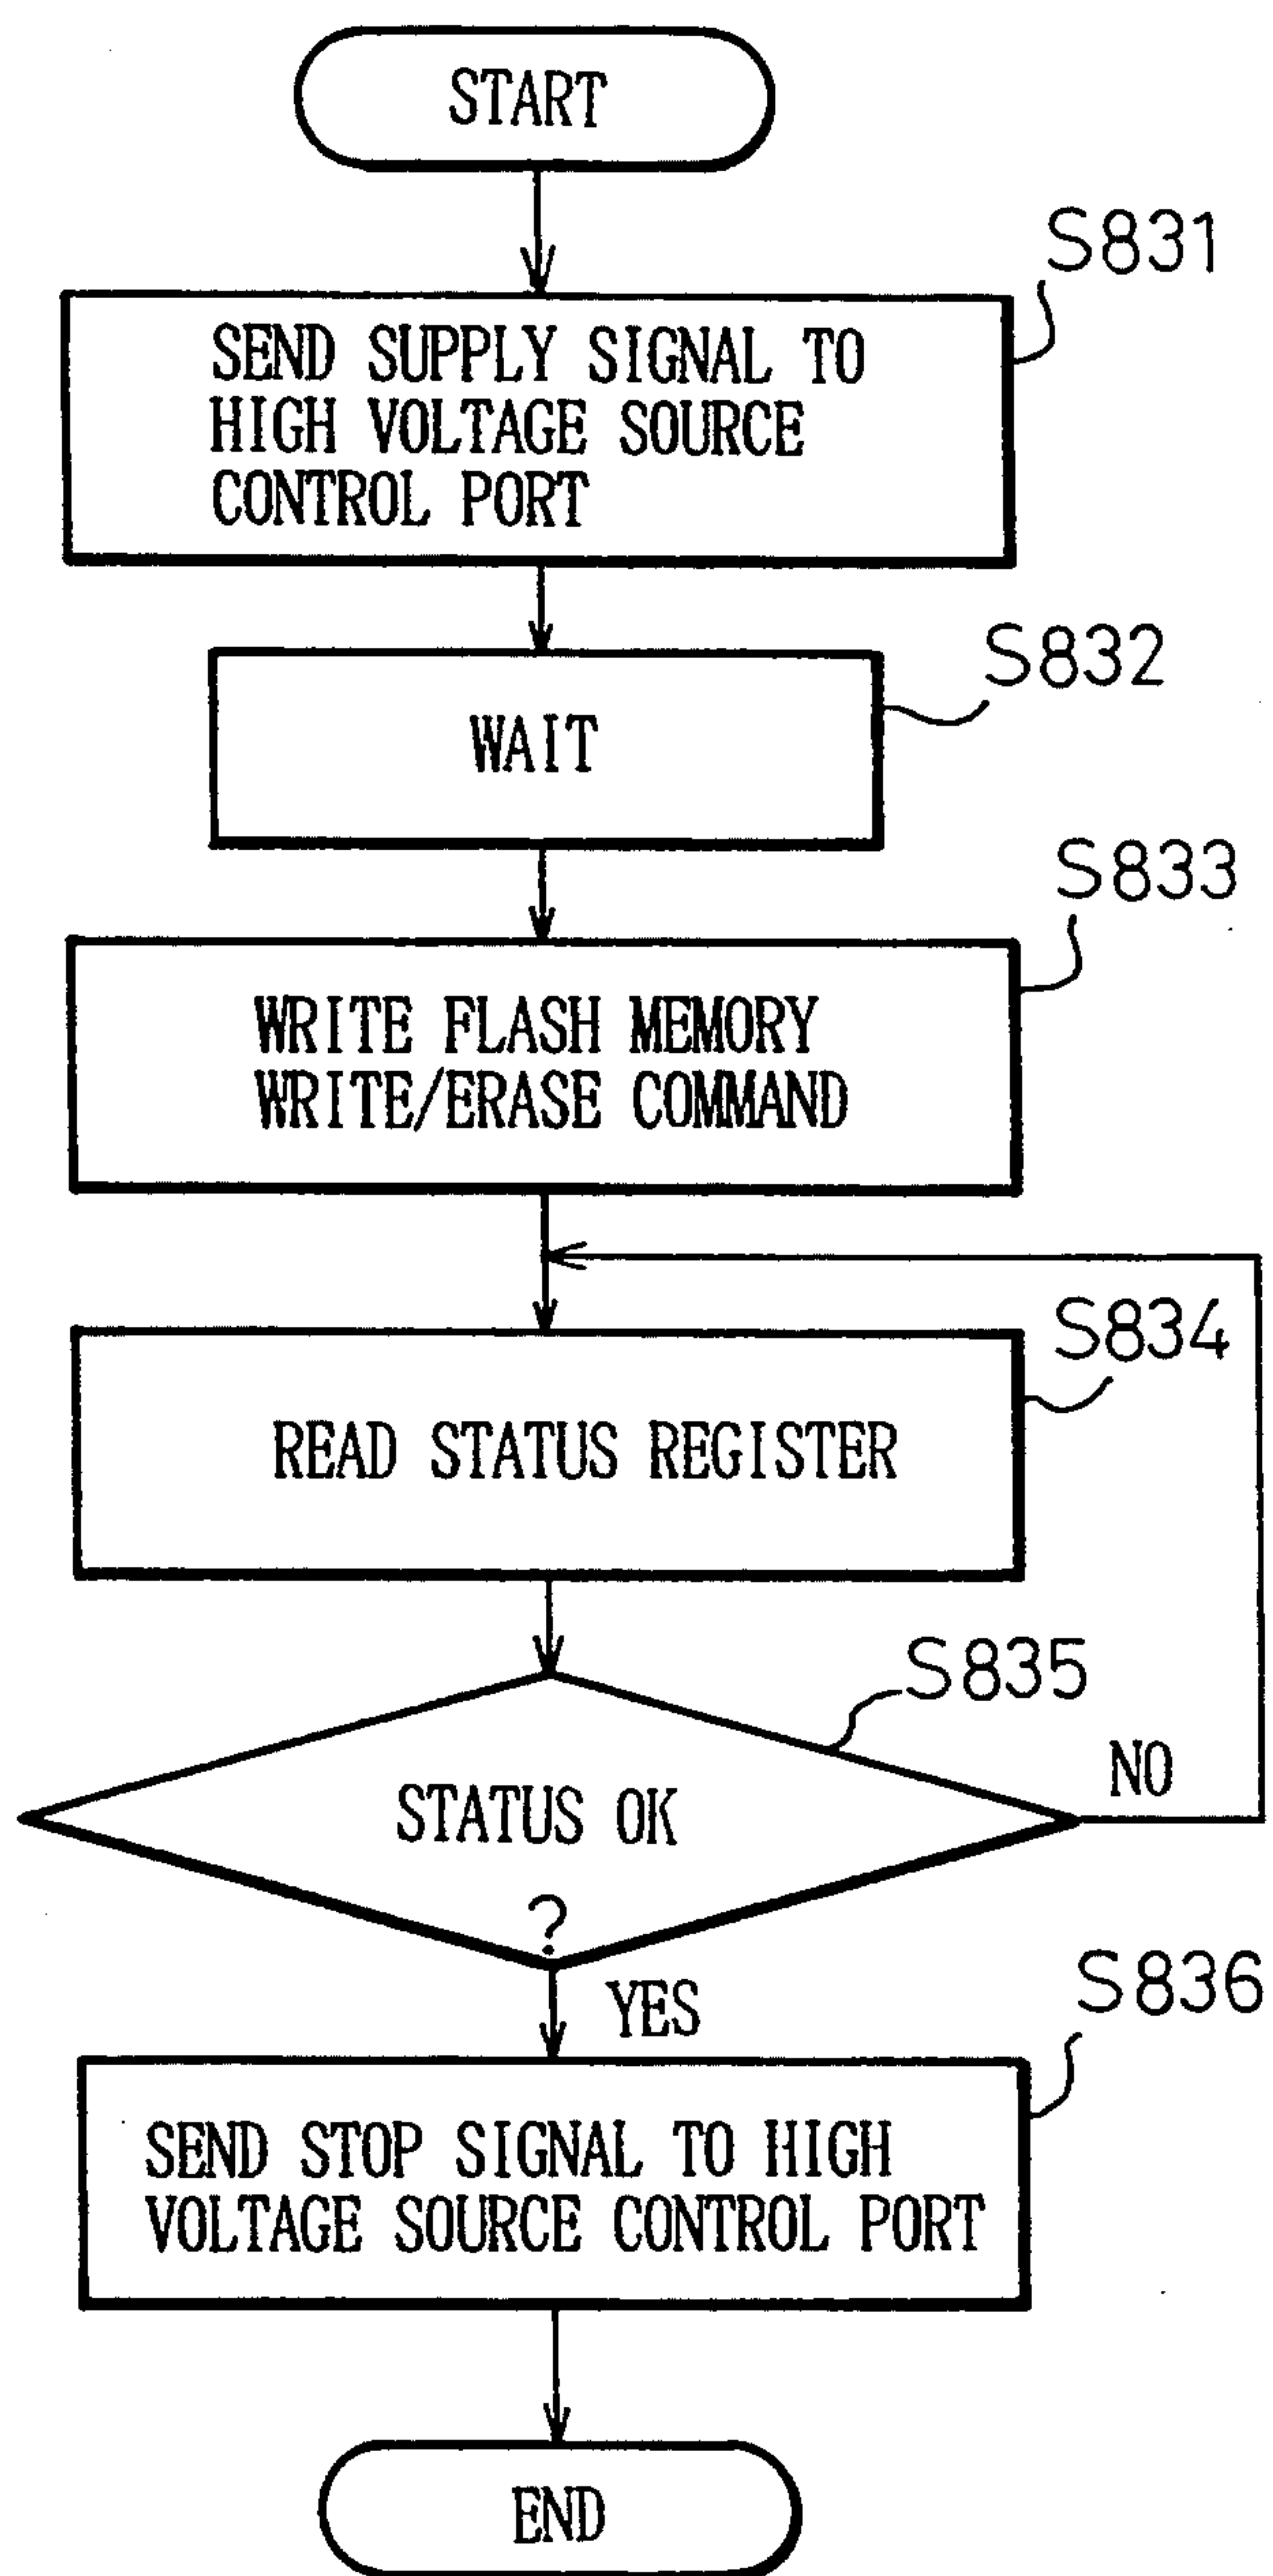 START
S831
SEND SUPPLY SIGNAL TO
HIGH VOLTAGE SOURCE
CONTROL PORT
S832
WAIT
S833
WRITE FLASH MEMORY
WRITE/ERASE COMMAND
S834
READ STATUS REGISTER
S835
STATUS OK
?
NO
YES
S836
SEND STOP SIGNAL TO HIGH
VOLTAGE SOURCE CONTROL PORT
END